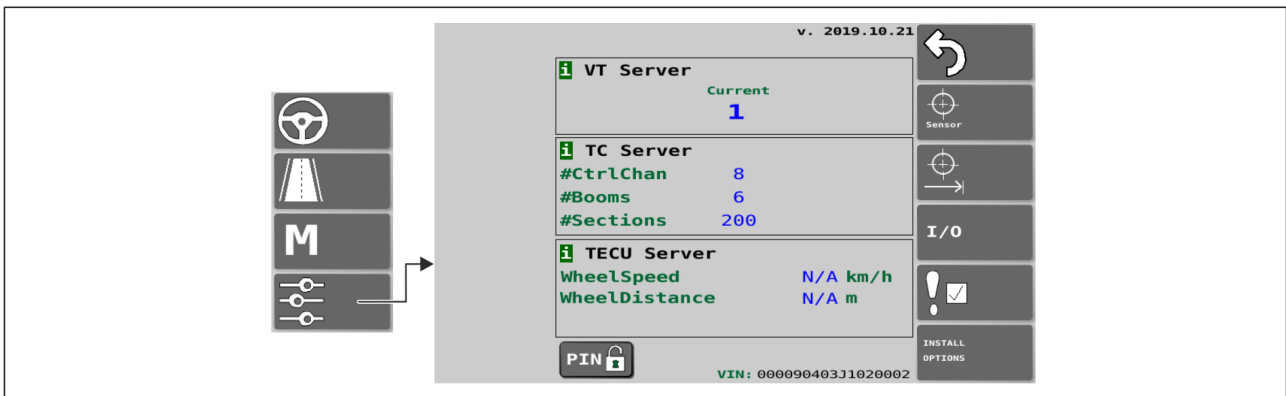 v. 2019.10.21
i VT Server
Current
1
i TC Server
#CtrlChan 8
#Booms 6
#Sections 200
i TECU Server
WheelSpeed N/A km/h
WheelDistance N/A m
PIN
VIN: 000090403J1020002
M
Sensor
I/O
INSTALL
OPTIONS